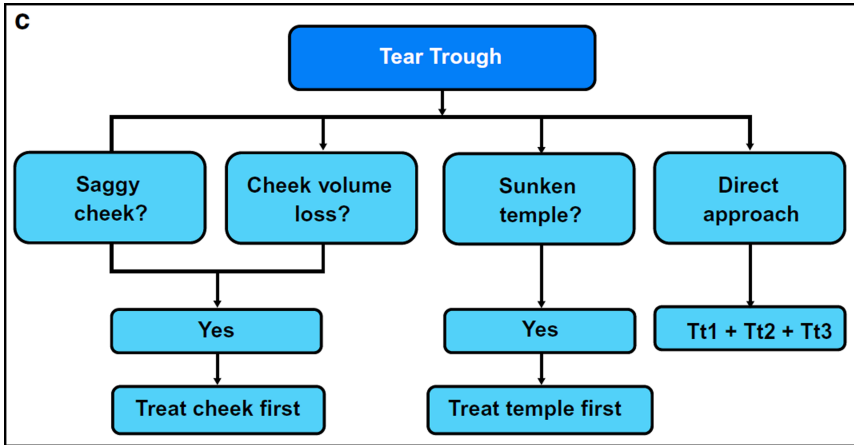 c
Tear Trough
Saggy
cheek?
Cheek volume
loss?
Sunken
temple?
Direct
approach
Yes
Yes
Tt1 + Tt2 + Tt3
Treat cheek first
Treat temple first